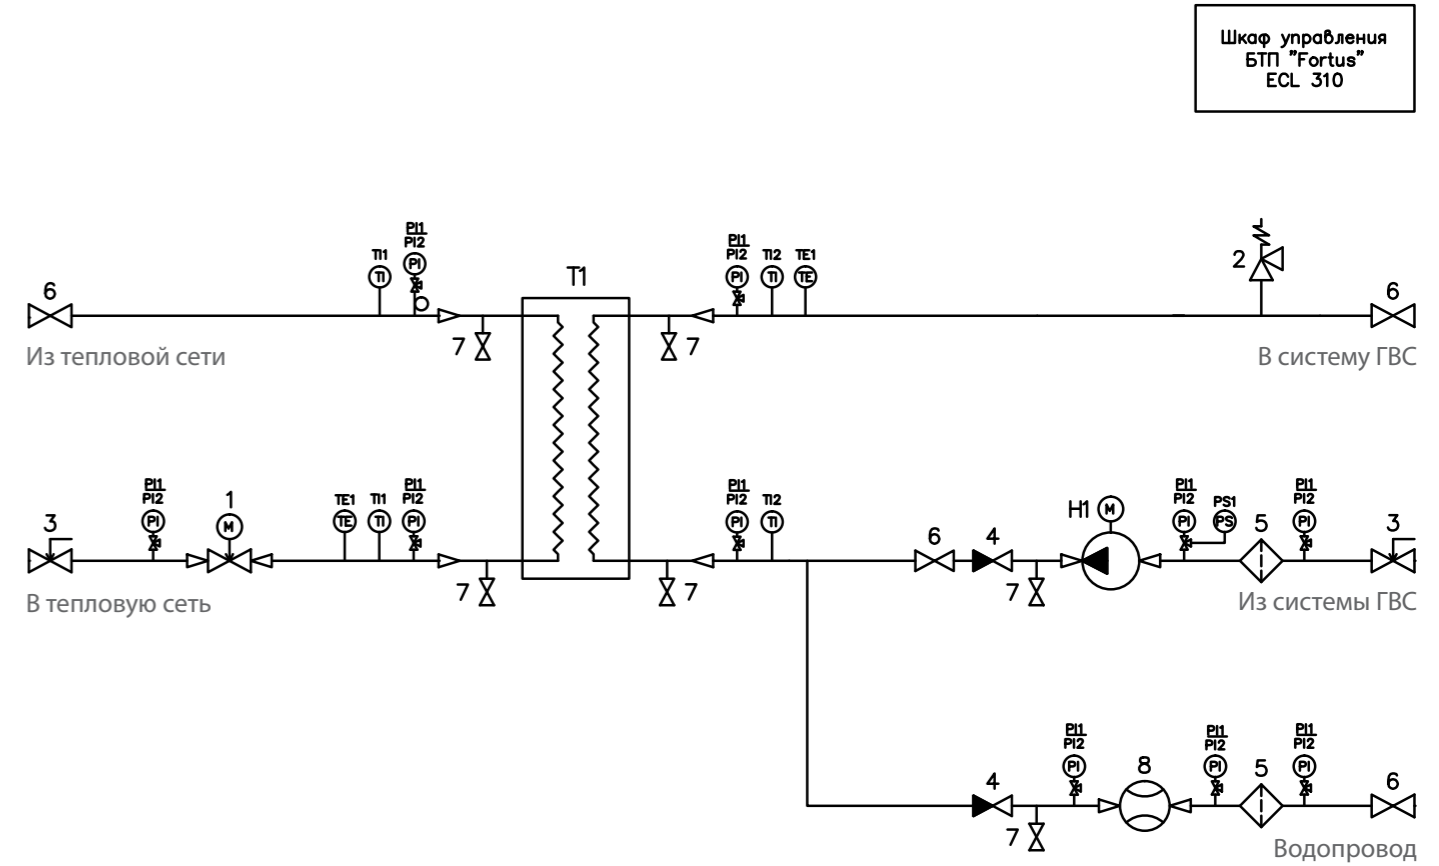 Шкаф управления
БТП "Fortus"
ECL 310
PI1
PI2
TI1
PI
TI
6
T1
PI1
PI2
TI2
TE1
PI
TI
TE
2
6
7
7
Из тепловой сети
В систему ГВС
3
PI1
PI2
PI
1
M
TE1
TI1
PI1
PI2
TE
TI
PI
PI1
PI2
TI2
PI
TI
6
4
H1
M
PI1
PI2
PS1
PI
PS
5
PI1
PI2
PI
3
7
7
7
В тепловую сеть
Из системы ГВС
4
PI1
PI2
PI
8
PI1
PI2
PI
5
PI1
PI2
PI
6
7
Водопровод